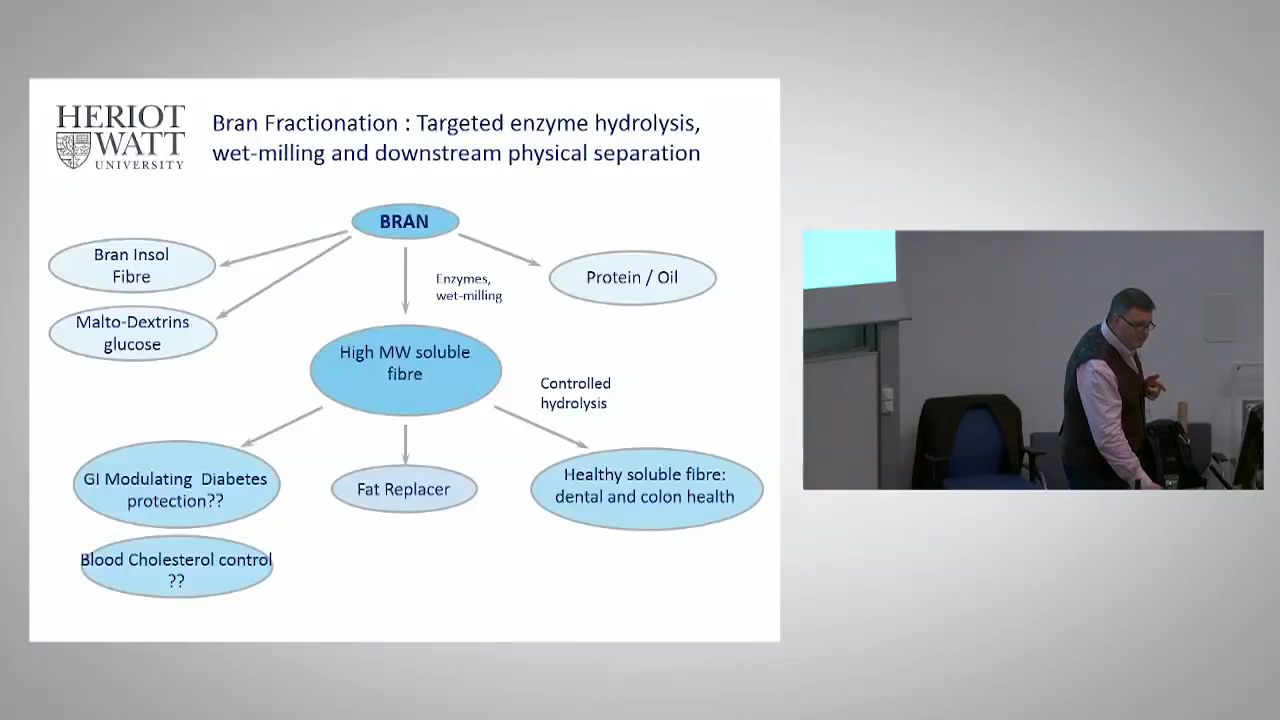 HERIOT
WATT
UNIVERSITY
Bran Fractionation : Targeted enzyme hydrolysis,
wet-milling and downstream physical separation
BRAN
Bran Insol
Fibre
Enzymes,
wet-milling
Protein / Oil
Malto-Dextrins
glucose
High MW soluble
fibre
Controlled
hydrolysis
GI Modulating Diabetes
protection??
Fat Replacer
Healthy soluble fibre:
dental and colon health
Blood Cholesterol control
??